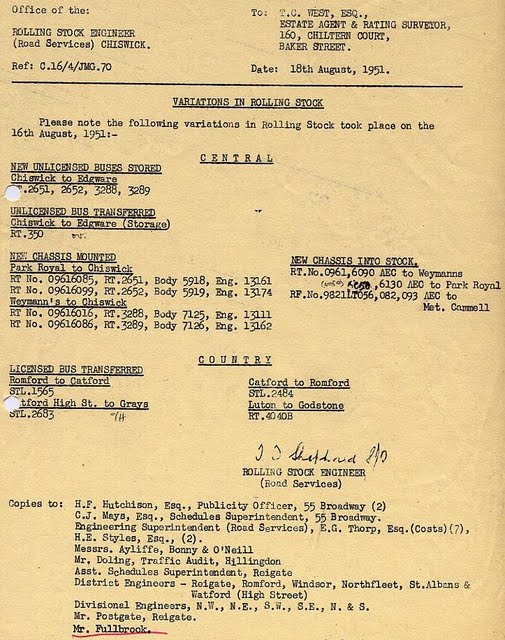 Office of the:
ROLLING STOCK ENGINEER
(Road Services) CHISWICK.
Ref: C.16/4/JMG.70
To: T.C. WEST, ESQ.,
ESTATE AGENT & RATING SURVEYOR,
160, CHILTERN COURT,
BAKER STREET.
Date: 18th August, 1951.
VARIATIONS IN ROLLING STOCK
Please note the following variations in Rolling Stock took place on the
16th August, 1951:-
CENTRAL
NEW UNLICENSED BUSES STORED
Chiswick to Edgware
T.2651, 2652, 3288, 3289
UNLICENSED BUS TRANSFERRED
Chiswick to Edgware (Storage)
RT.350
NEW CHASSIS MOUNTED
Park Royal to Chiswick
RT No. 09616085, RT.2651, Body 5918, Eng. 13161
RT No. 09616099, RT.2652, Body 5919, Eng. 13174
Weymann's to Chiswick
RT No. 09616016, RT.3288, Body 7125, Eng. 13111
RT No. 09616086, RT.3289, Body 7126, Eng. 13162
NEW CHASSIS INTO STOCK.
RT.No.0961,6090 AEC to Weymanns
,6130 AEC to Park Royal
RF.No.9821LT056,082,093 AEC to
Met. Cammell
COUNTRY
LICENSED BUS TRANSFERRED
Romford to Catford
STL.1565
tford High St. to Grays
STL.2683
Catford to Romford
STL.2484
Luton to Godstone
RT.4040B
ROLLING STOCK ENGINEER
(Road Services)
Copies to: H.F. Hutchison, Esq., Publicity Officer, 55 Broadway (2)
C.J. Mays, Esq., Schedules Superintendent, 55 Broadway.
Engineering Superintendent (Road Services), E.G. Thorp, Esq.(Costs)(7),
H.E. Styles, Esq., (2).
Messrs. Ayliffe, Bonny & O'Neill
Mr. Doling, Traffic Audit, Hillingdon
Asst. Schedules Superintendent, Reigate
District Engineers - Reigate, Romford, Windsor, Northfleet, St.Albans &
Watford (High Street)
Divisional Engineers, N.W., N.E., S.W., S.E., N. & S.
Mr. Postgate, Reigate.
Mr. Fullbrook.